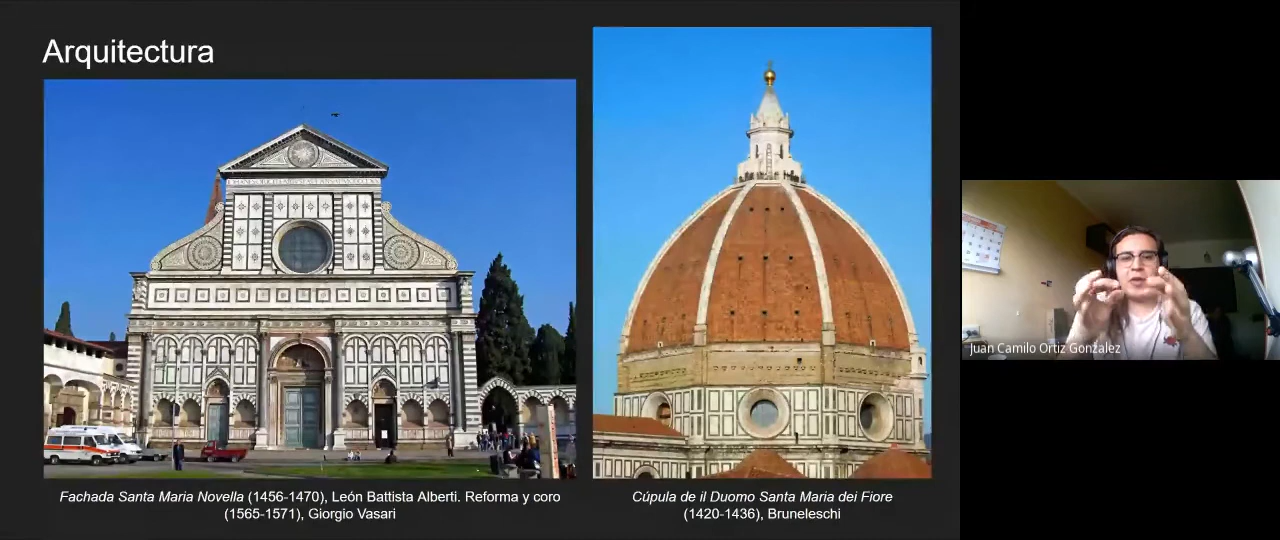 Arquitectura
Fachada Santa Maria Novella (1456-1470), León Battista Alberti. Reforma y coro
(1565-1571), Giorgio Vasari
Cúpula de il Duomo Santa Maria dei Fiore
(1420-1436), Bruneleschi
Juan Camilo Ortiz Gonzalez